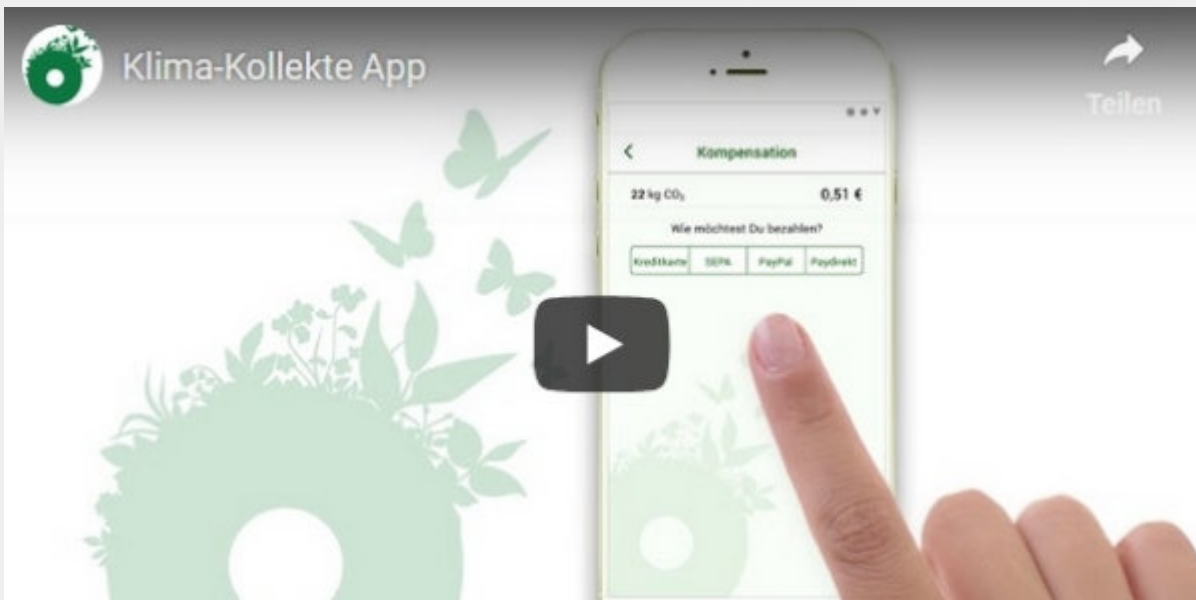 Klima-Kollekte App
Teilen
Kompensation
22 kg CO₂
0,51 €
Wie möchtest Du bezahlen?
Kreditkarte
SEPA
PayPal
Paydirekt